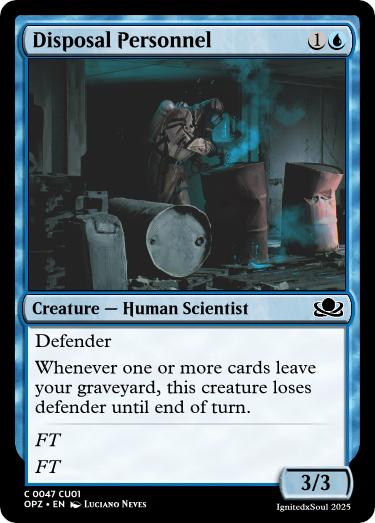 Disposal Personnel 1
Creature — Human Scientist
Defender
Whenever one or more cards leave
your graveyard, this creature loses
defender until end of turn.
FT
FT
3/3
C 0047 CU01
OPZ • EN Luciano Neves
IgnitedxSoul 2025